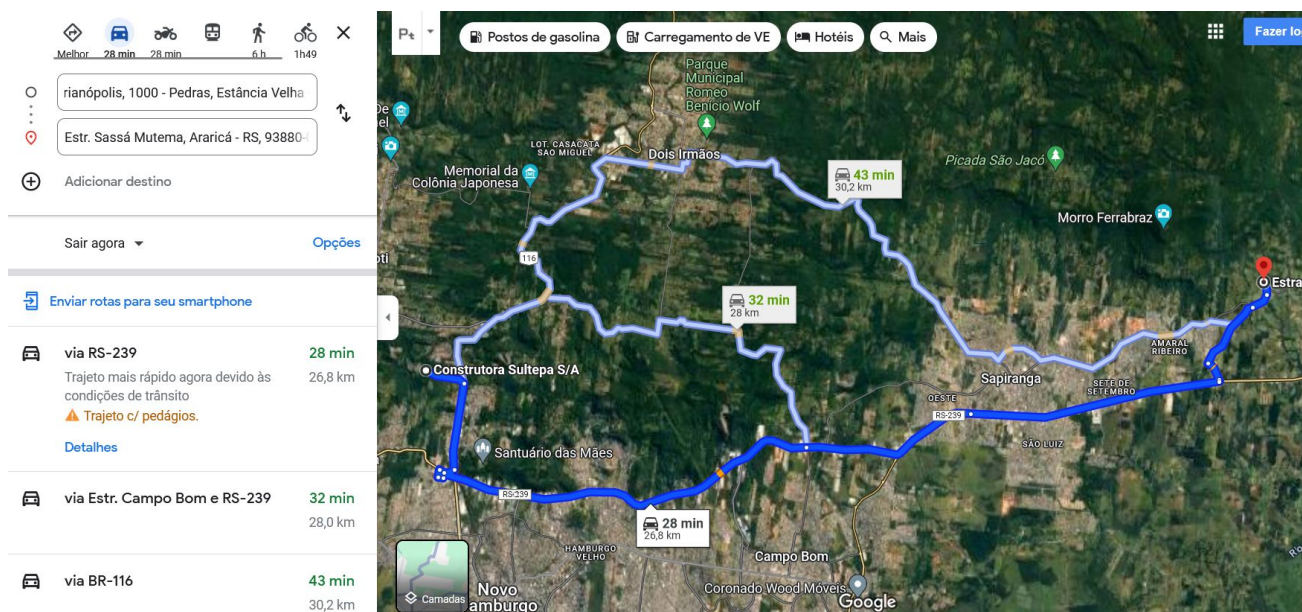 Melhor
28 min
28 min
6 h
1h49
rianópolis, 1000 - Pedras, Estância Velha
Estr. Sassá Mutema, Araricá - RS, 93880-
Adicionar destino
Sair agora
Opções
Enviar rotas para seu smartphone
via RS-239
28 min
Trajeto mais rápido agora devido às
26,8 km
condições de trânsito
Trajeto c/ pedágios.
Detalhes
via Estr. Campo Bom e RS-239
32 min
28,0 km
via BR-116
43 min
30,2 km
Postos de gasolina
Carregamento de VE
Hotéis
Mais
Fazer lo
Parque
Municipal
Romeo
Benício Wolf
De
el
LOT. CASACATA
SAO MIGUEL
Dois Irmãos
Memorial da
Colônia Japonesa
43 min
30,2 km
Picada São Jacó
Morro Ferrabraz
oti
116
Estra
32 min
28 km
AMARAL
RIBEIRO
Construtora Sultepa S/A
Sapiranga
SETE DE
SETEMBRO
OESTE
RS-239
SÃO LUIZ
Santuário das Mães
RS-239
28 min
26,8 km
HAMBURGO
VELHO
Campo Bom
Camadas
Novo
amburgo
Coronado Wood Móveis
Google